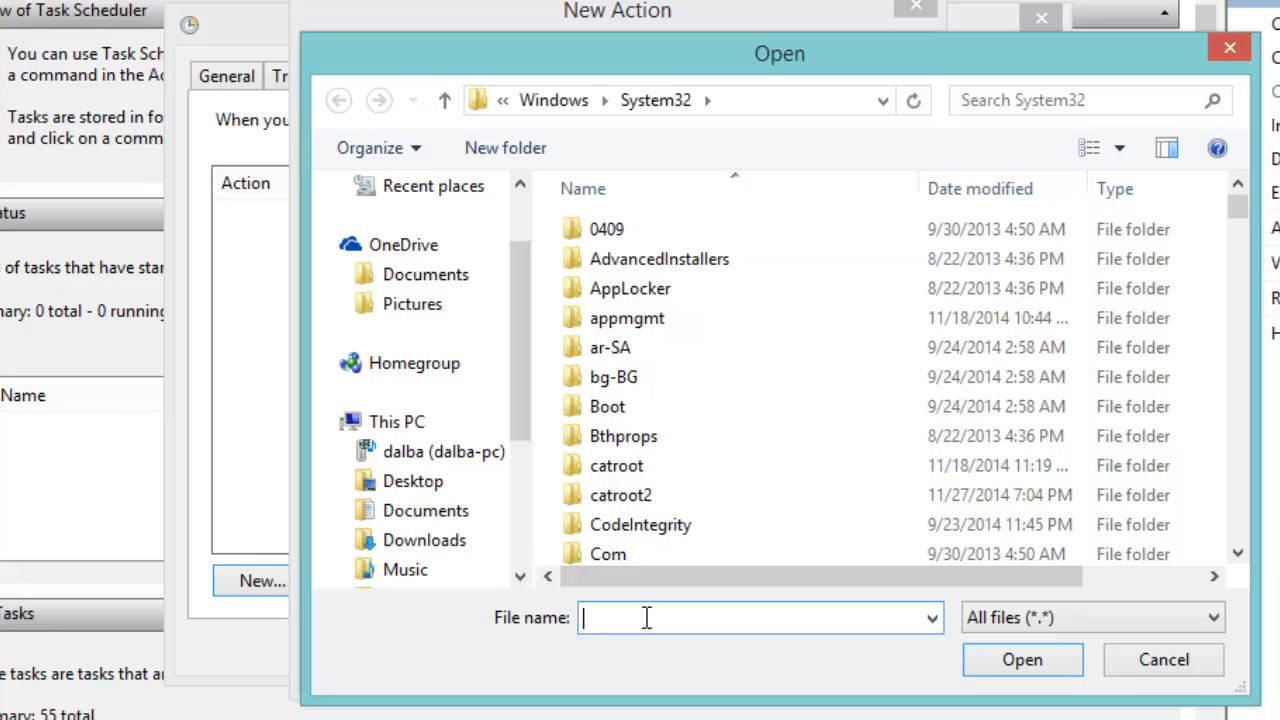 w of Task Scheduler
New Action
Open
You can use Task Sch
a command in the Ac
Tasks are stored in fo
and click on a comm
General
Tr
When you
Action
atus
s of tasks that have star
nary: 0 total - 0 running
Name
New...
Tasks
e tasks are tasks that ar
mary: 55 total
« Windows System32
Search System32
Organize
New folder
Recent places
OneDrive
Documents
Pictures
Homegroup
This PC
dalba (dalba-pc)
Desktop
Documents
Downloads
Music
Name Date modified Type
0409 9/30/2013 4:50 AM File folder
AdvancedInstallers 8/22/2013 4:36 PM File folder
AppLocker 8/22/2013 4:36 PM File folder
appmgmt 11/18/2014 10:44 ... File folder
ar-SA 9/24/2014 2:58 AM File folder
bg-BG 9/24/2014 2:58 AM File folder
Boot 9/24/2014 2:58 AM File folder
Bthprops 8/22/2013 4:36 PM File folder
catroot 11/18/2014 11:19 ... File folder
catroot2 11/27/2014 7:04 PM File folder
CodeIntegrity 9/23/2014 11:45 PM File folder
Com 9/30/2013 4:50 AM File folder
File name:
All files (*.*)
Open
Cancel